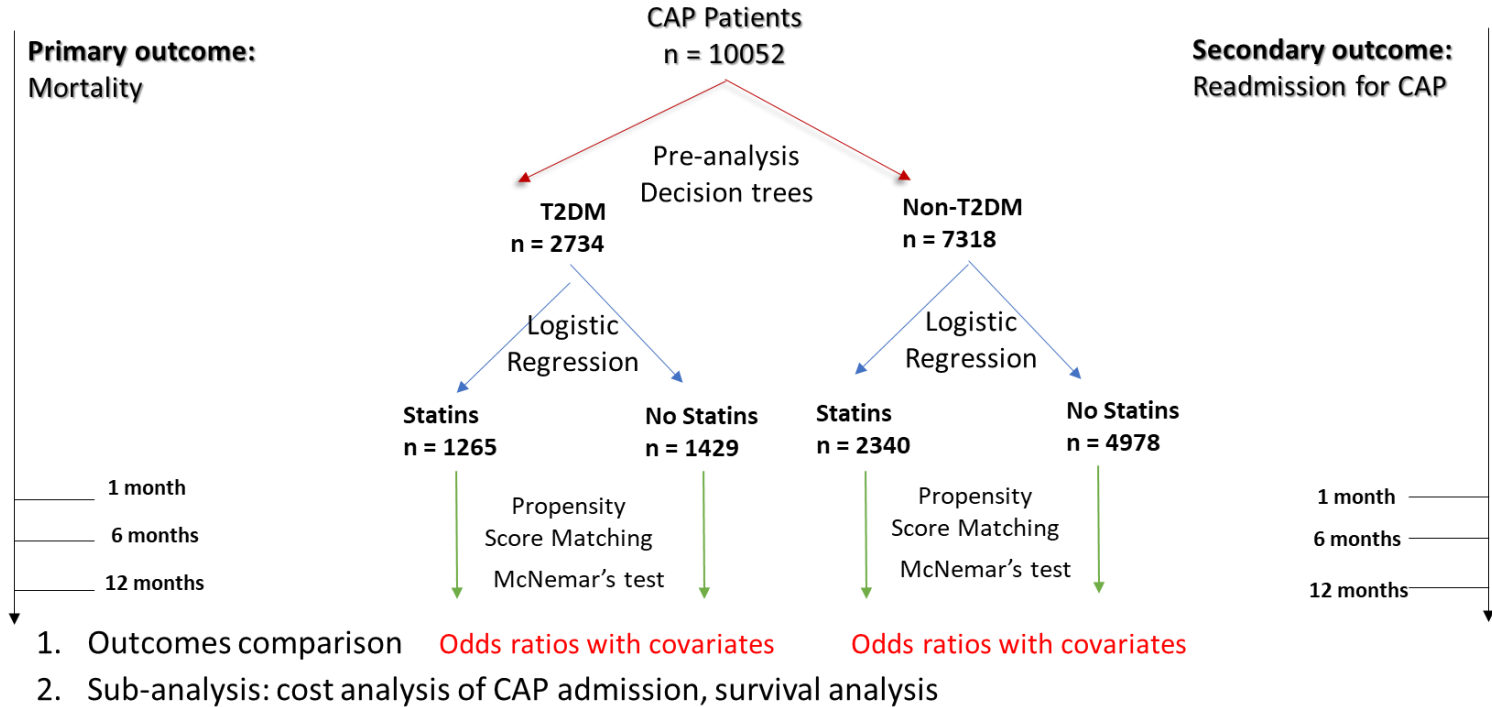 CAP Patients
n = 10052
Primary outcome:
Mortality
Secondary outcome:
Readmission for CAP
Pre-analysis
Decision trees
T2DM
n = 2734
Non-T2DM
n = 7318
Logistic
Regression
Logistic
Regression
Statins
n = 1265
No Statins
n = 1429
Statins
n = 2340
No Statins
n = 4978
1 month
6 months
12 months
Propensity
Score Matching
McNemar’s test
Propensity
Score Matching
McNemar’s test
1 month
6 months
12 months
1. Outcomes comparison
Odds ratios with covariates
Odds ratios with covariates
2. Sub-analysis: cost analysis of CAP admission, survival analysis